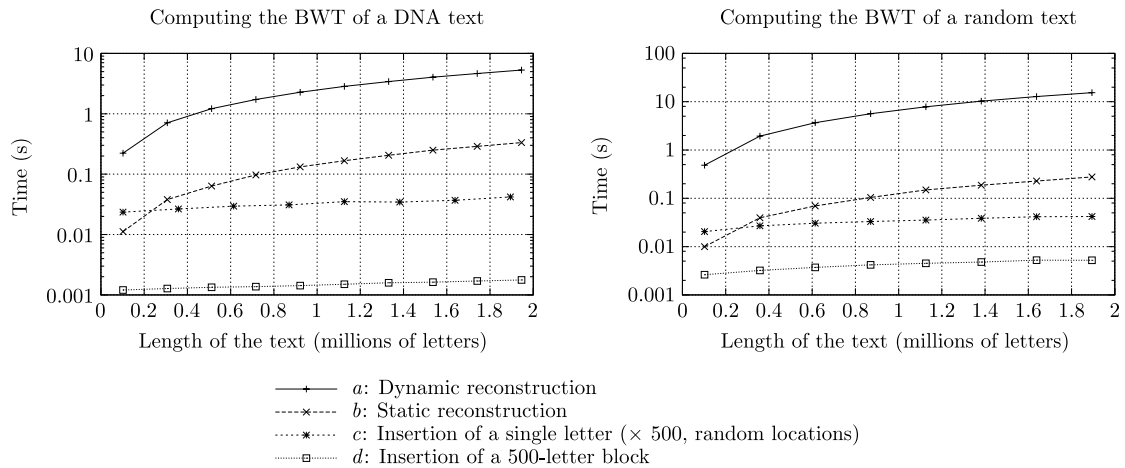 Computing the BWT of a DNA text
10
1
0.1
0.01
0.001
Time (s)
0 0.2 0.4 0.6 0.8 1 1.2 1.4 1.6 1.8 2
Length of the text (millions of letters)
Computing the BWT of a random text
100
10
1
0.1
0.01
0.001
Time (s)
0 0.2 0.4 0.6 0.8 1 1.2 1.4 1.6 1.8 2
Length of the text (millions of letters)
a: Dynamic reconstruction
b: Static reconstruction
c: Insertion of a single letter (× 500, random locations)
d: Insertion of a 500-letter block